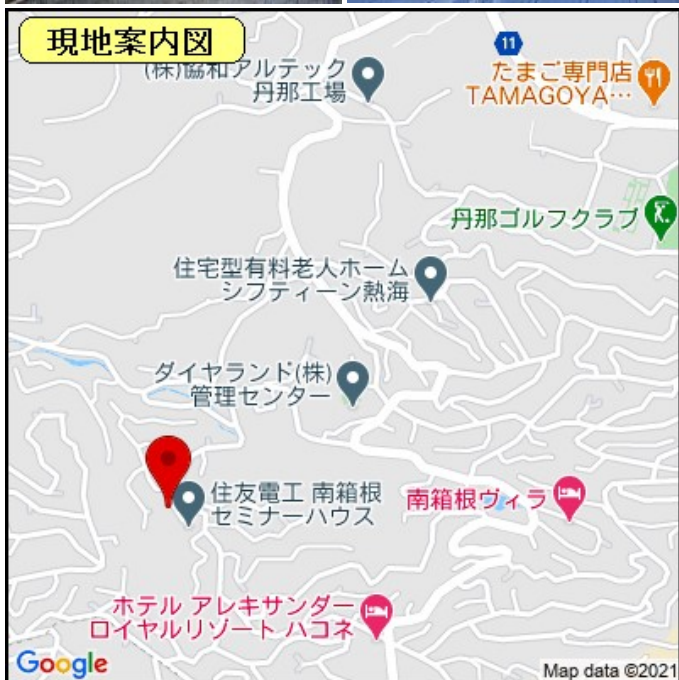 現地案内図
(株)協和アルテック
丹那工場
11
たまご専門店
TAMAGOYA…
丹那ゴルフクラブ
住宅型有料老人ホーム
シフティーン熱海
ダイヤランド(株)
管理センター
住友電工 南箱根
セミナーハウス
南箱根ヴィラ
ホテル アレキサンダー
ロイヤルリゾート ハコネ
Google
Map data ©2021